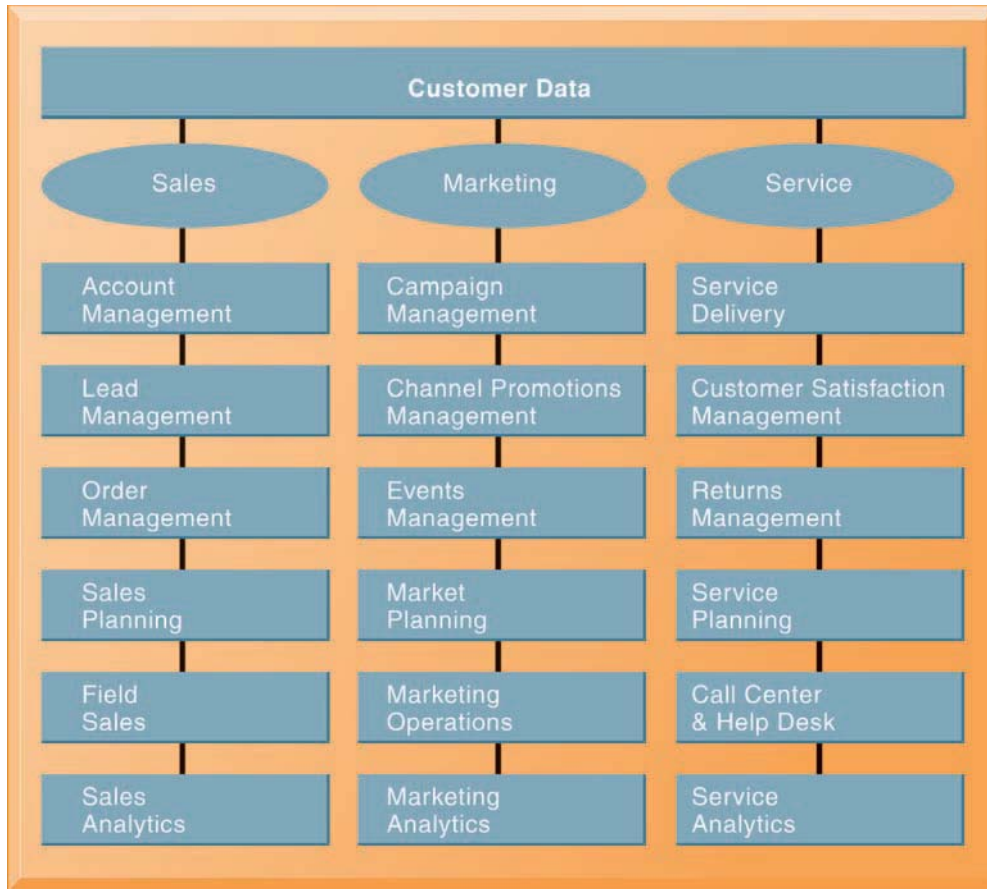 Customer Data
Sales
Marketing
Service
Account
Management
Campaign
Management
Service
Delivery
Lead
Management
Channel Promotions
Management
Customer Satisfaction
Management
Order
Management
Events
Management
Returns
Management
Sales
Planning
Market
Planning
Service
Planning
Field
Sales
Marketing
Operations
Call Center
& Help Desk
Sales
Analytics
Marketing
Analytics
Service
Analytics